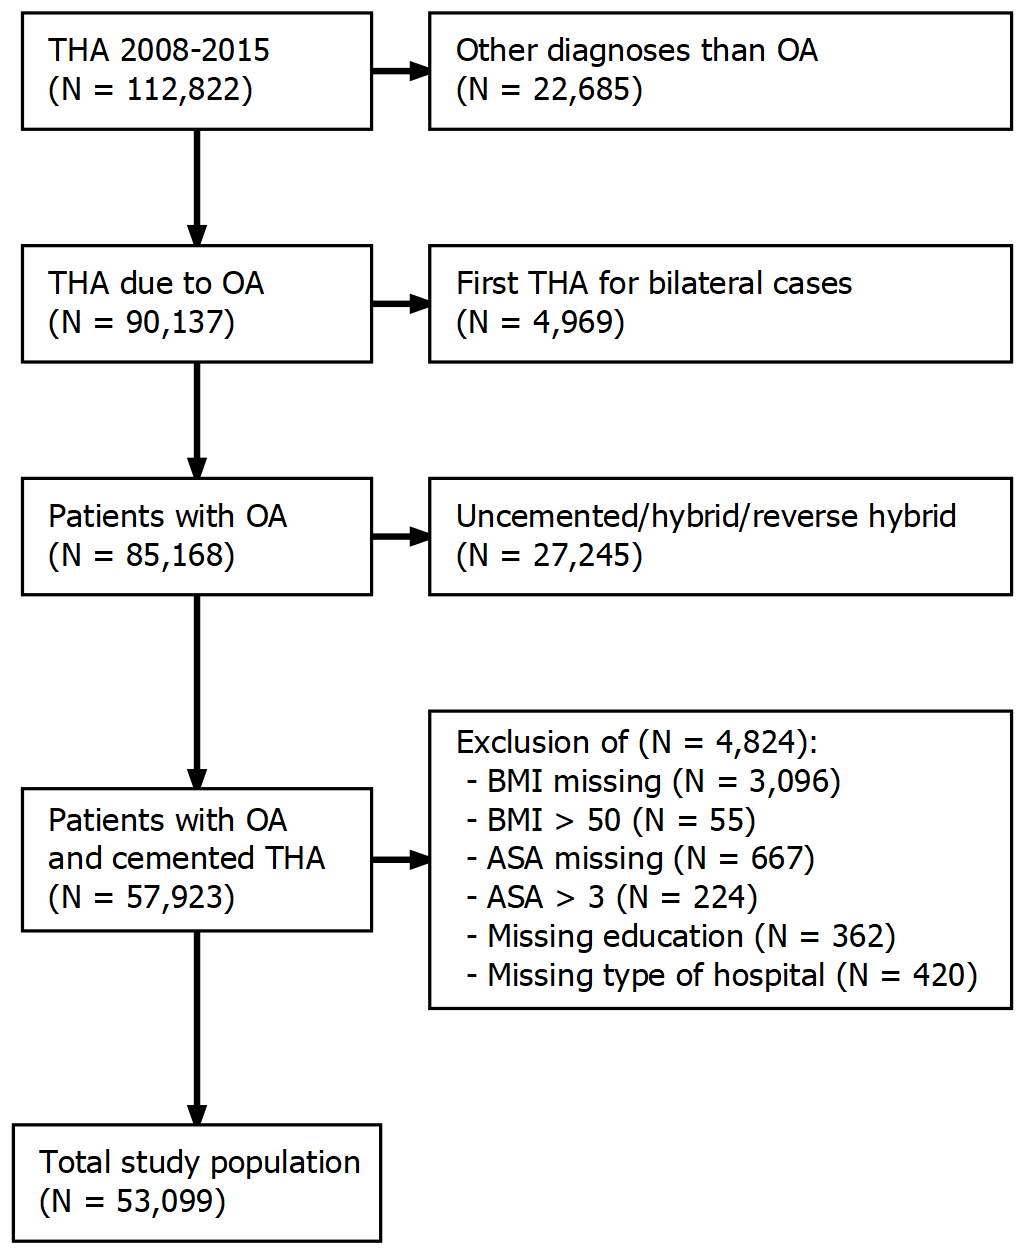 THA 2008-2015
(N = 112,822)
Other diagnoses than OA
(N = 22,685)
THA due to OA
(N = 90,137)
First THA for bilateral cases
(N = 4,969)
Patients with OA
(N = 85,168)
Uncemented/hybrid/reverse hybrid
(N = 27,245)
Patients with OA
and cemented THA
(N = 57,923)
Exclusion of (N = 4,824):
- BMI missing (N = 3,096)
- BMI > 50 (N = 55)
- ASA missing (N = 667)
- ASA > 3 (N = 224)
- Missing education (N = 362)
- Missing type of hospital (N = 420)
Total study population
(N = 53,099)